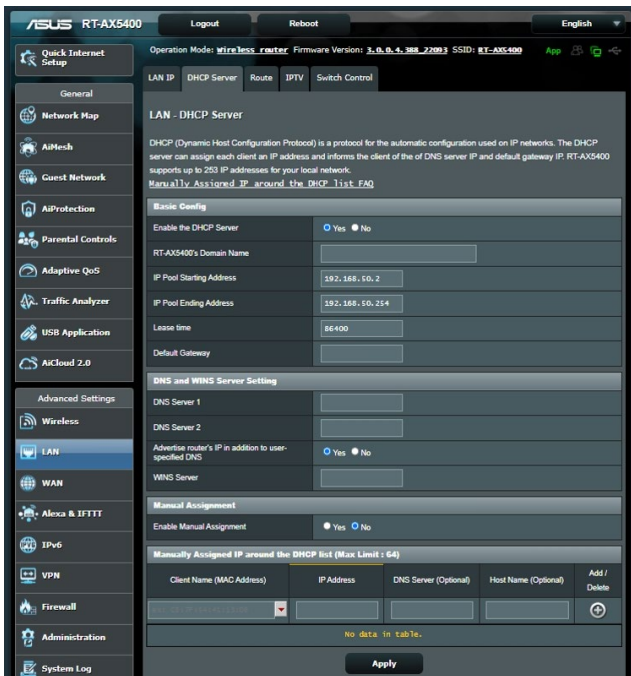 ASUS RT-AX5400 Logout Reboot English
Quick Internet Setup
Operation Mode: Wireless router Firmware Version: 3.0.0.4.388_22093 SSID: RT-AX5400 App
LAN IP DHCP Server Route IPTV Switch Control
General
Network Map
AiMesh
Guest Network
AiProtection
Parental Controls
Adaptive QoS
Traffic Analyzer
USB Application
AiCloud 2.0
Advanced Settings
Wireless
LAN
WAN
Alexa & IFTTT
IPv6
VPN
Firewall
Administration
System Log
LAN - DHCP Server
DHCP (Dynamic Host Configuration Protocol) is a protocol for the automatic configuration used on IP networks. The DHCP
server can assign each client an IP address and informs the client of the of DNS server IP and default gateway IP. RT-AX5400
supports up to 253 IP addresses for your local network.
Manually Assigned IP around the DHCP list FAQ
Basic Config
Enable the DHCP Server Yes No
RT-AX5400's Domain Name
IP Pool Starting Address 192.168.50.2
IP Pool Ending Address 192.168.50.254
Lease time 86400
Default Gateway
DNS and WINS Server Setting
DNS Server 1
DNS Server 2
Advertise router's IP in addition to user-
specified DNS Yes No
WINS Server
Manual Assignment
Enable Manual Assignment Yes No
Manually Assigned IP around the DHCP list (Max Limit : 64)
Client Name (MAC Address) IP Address DNS Server (Optional) Host Name (Optional) Add /
Delete
No data in table.
Apply